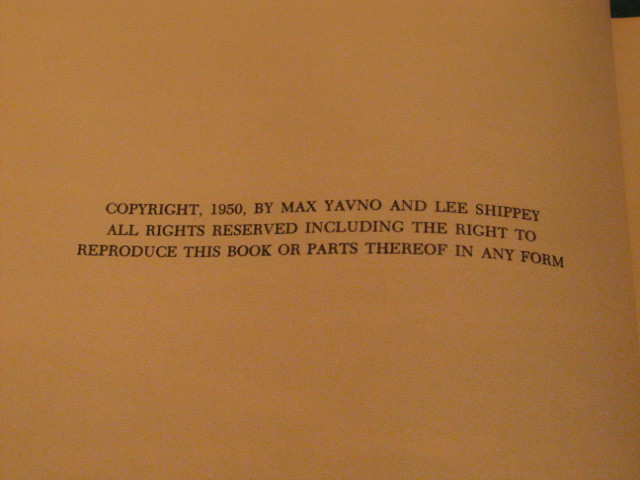 COPYRIGHT, 1950, BY MAX YAVNO AND LEE SHIPPEY
ALL RIGHTS RESERVED INCLUDING THE RIGHT TO
REPRODUCE THIS BOOK OR PARTS THEREOF IN ANY FORM